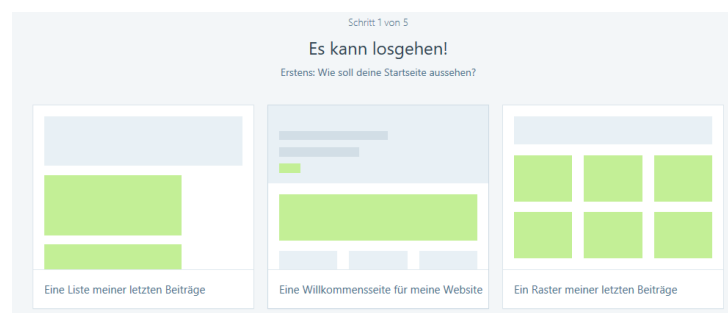 Schritt 1 von 5
Es kann losgehen!
Erstens: Wie soll deine Startseite aussehen?
Eine Liste meiner letzten Beiträge
Eine Willkommensseite für meine Website
Ein Raster meiner letzten Beiträge